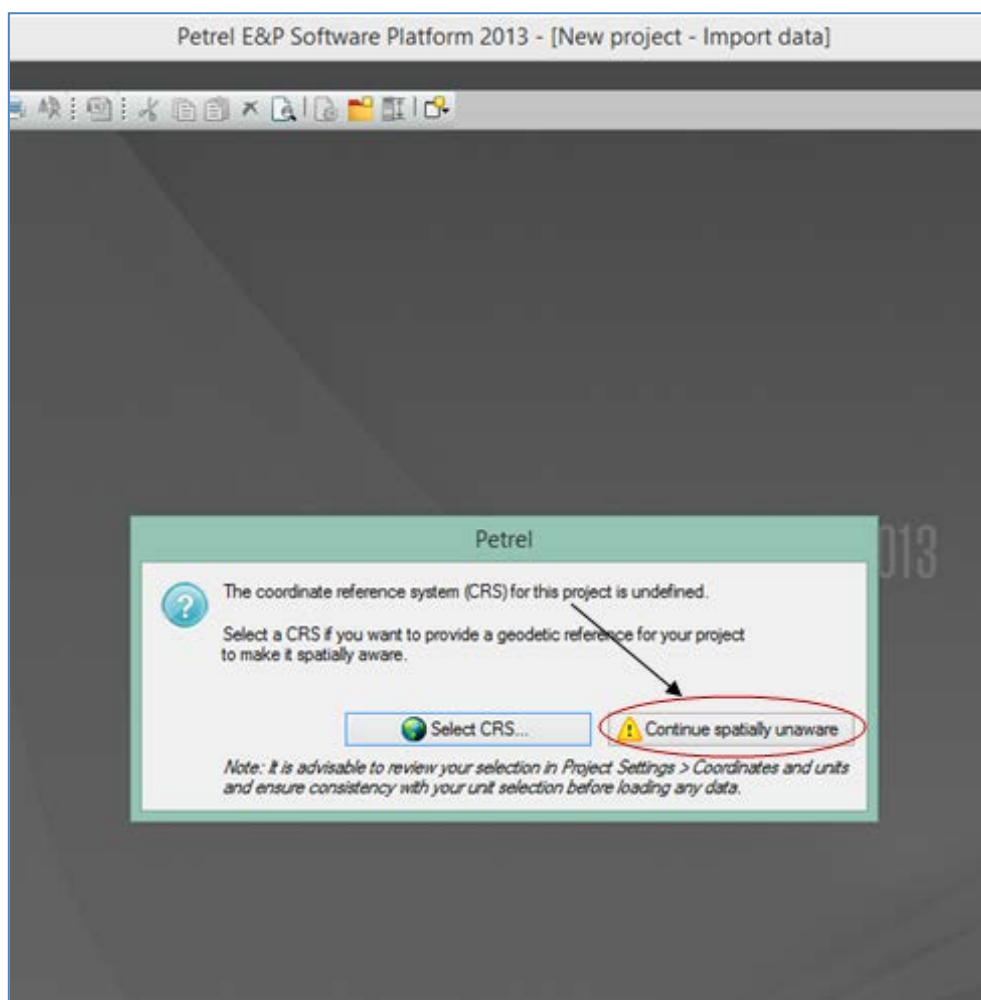 Petrel E&P Software Platform 2013 - [New project - Import data]
013
Petrel
The coordinate reference system (CRS) for this project is undefined.
Select a CRS if you want to provide a geodetic reference for your project
to make it spatially aware.
Select CRS...
Continue spatially unaware
Note: It is advisable to review your selection in Project Settings > Coordinates and units
and ensure consistency with your unit selection before loading any data.